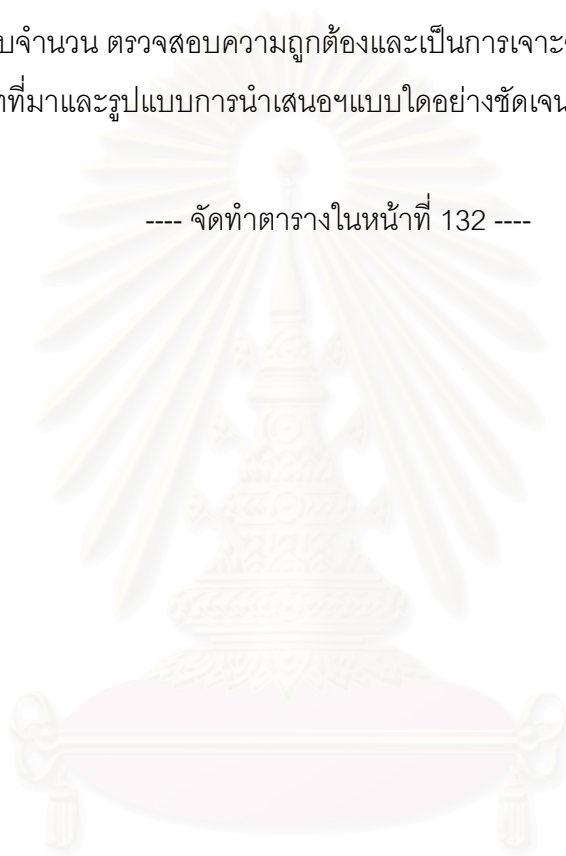 บจำนวน ตรวจสอบความถูกต้องและเป็นการเจาะ
ที่มาและรูปแบบการนำเสนอฯแบบใดอย่างชัดเจน
---- จัดทำตารางในหน้าที่ 132 ----